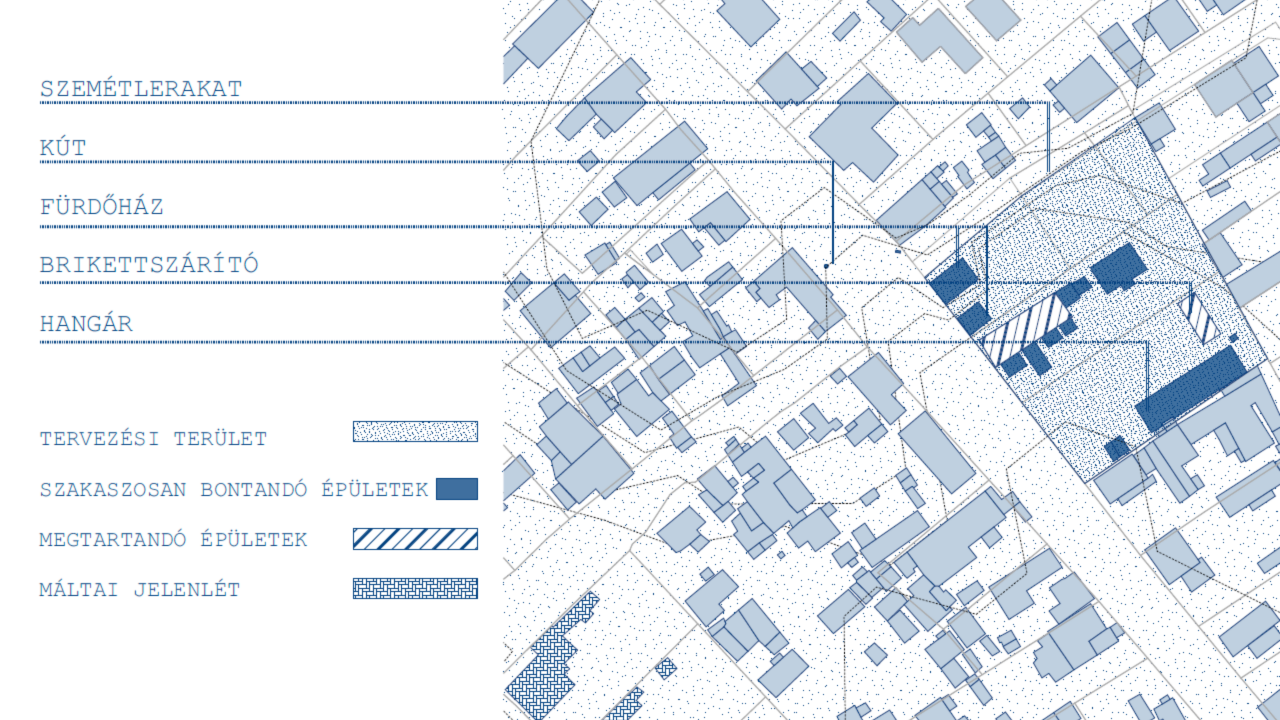 SZEMÉTLERAKAT
KÚT
FÜRDŐHÁZ
BRIKETTSZÁRÍTÓ
HANGÁR
TERVEZÉSI TERÜLET
SZAKASZOSAN BONTANDÓ ÉPÜLETEK
MEGTARTANDÓ ÉPÜLETEK
MÁLTAI JELENLÉT